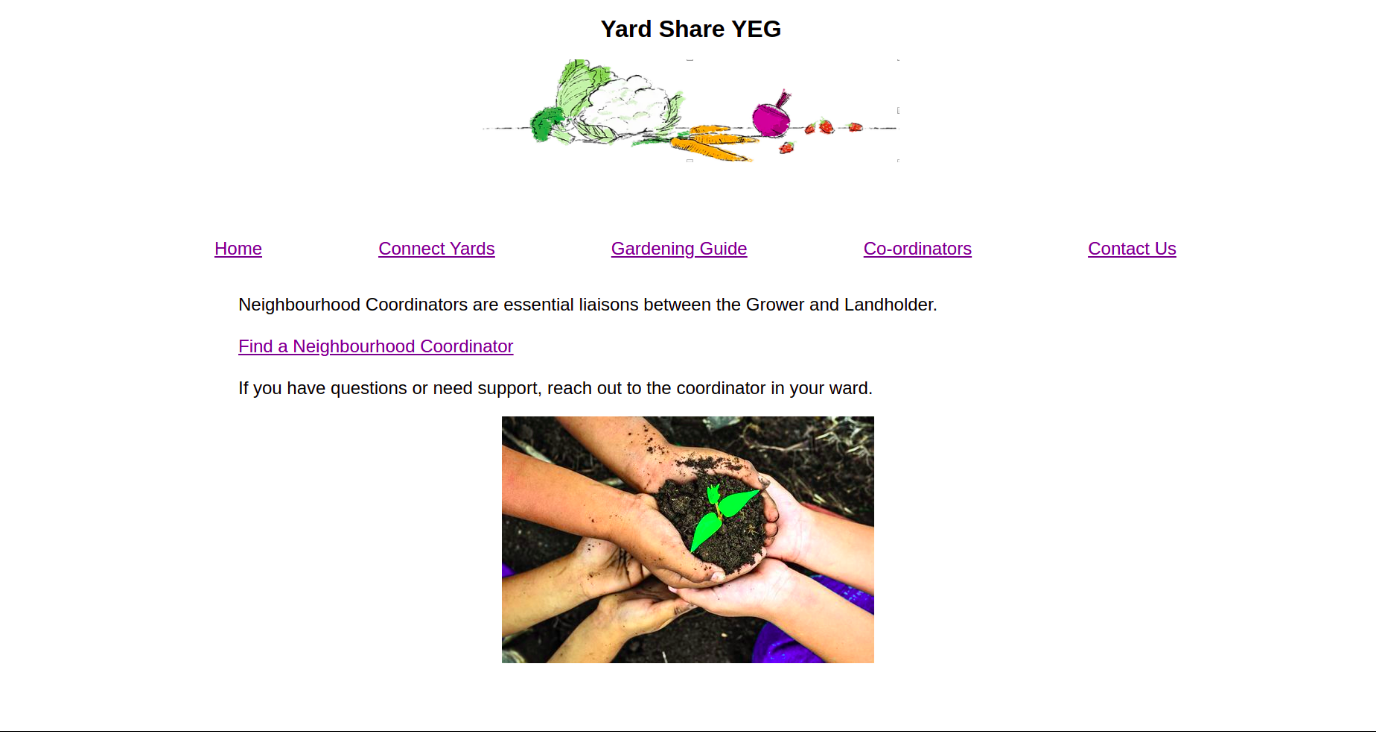 Yard Share YEG
Home Connect Yards Gardening Guide Co-ordinators Contact Us
Neighbourhood Coordinators are essential liaisons between the Grower and Landholder.
Find a Neighbourhood Coordinator
If you have questions or need support, reach out to the coordinator in your ward.